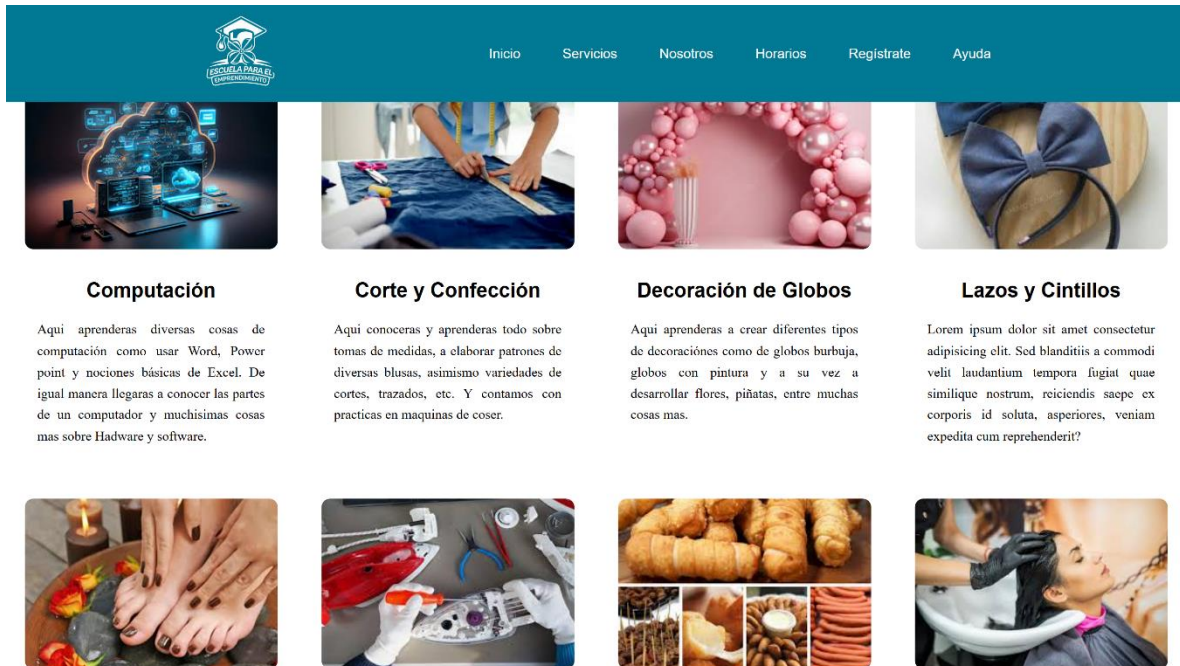 ESCUELA PARA EL
EMPRENDIMIENTO
Inicio Servicios Nosotros Horarios Regístrate Ayuda
Computación
Aqui aprenderas diversas cosas de
computación como usar Word, Power
point y nociones básicas de Excel. De
igual manera llegaras a conocer las partes
de un computador y muchisimas cosas
mas sobre Hadware y software.
Corte y Confección
Aqui conoceras y aprenderas todo sobre
tomas de medidas, a elaborar patrones de
diversas blusas, asimismo variedades de
cortes, trazados, etc. Y contamos con
practicas en maquinas de coser.
Decoración de Globos
Aqui aprenderas a crear diferentes tipos
de decoraciónes como de globos burbuja,
globos con pintura y a su vez a
desarrollar flores, piñatas, entre muchas
cosas mas.
Lazos y Cintillos
Lorem ipsum dolor sit amet consectetur
adipisicing elit. Sed blanditiis a commodi
velit laudantium tempora fugiat quae
similique nostrum, reiciendis saepe ex
corporis id soluta, asperiores, veniam
expedita cum reprehenderit?